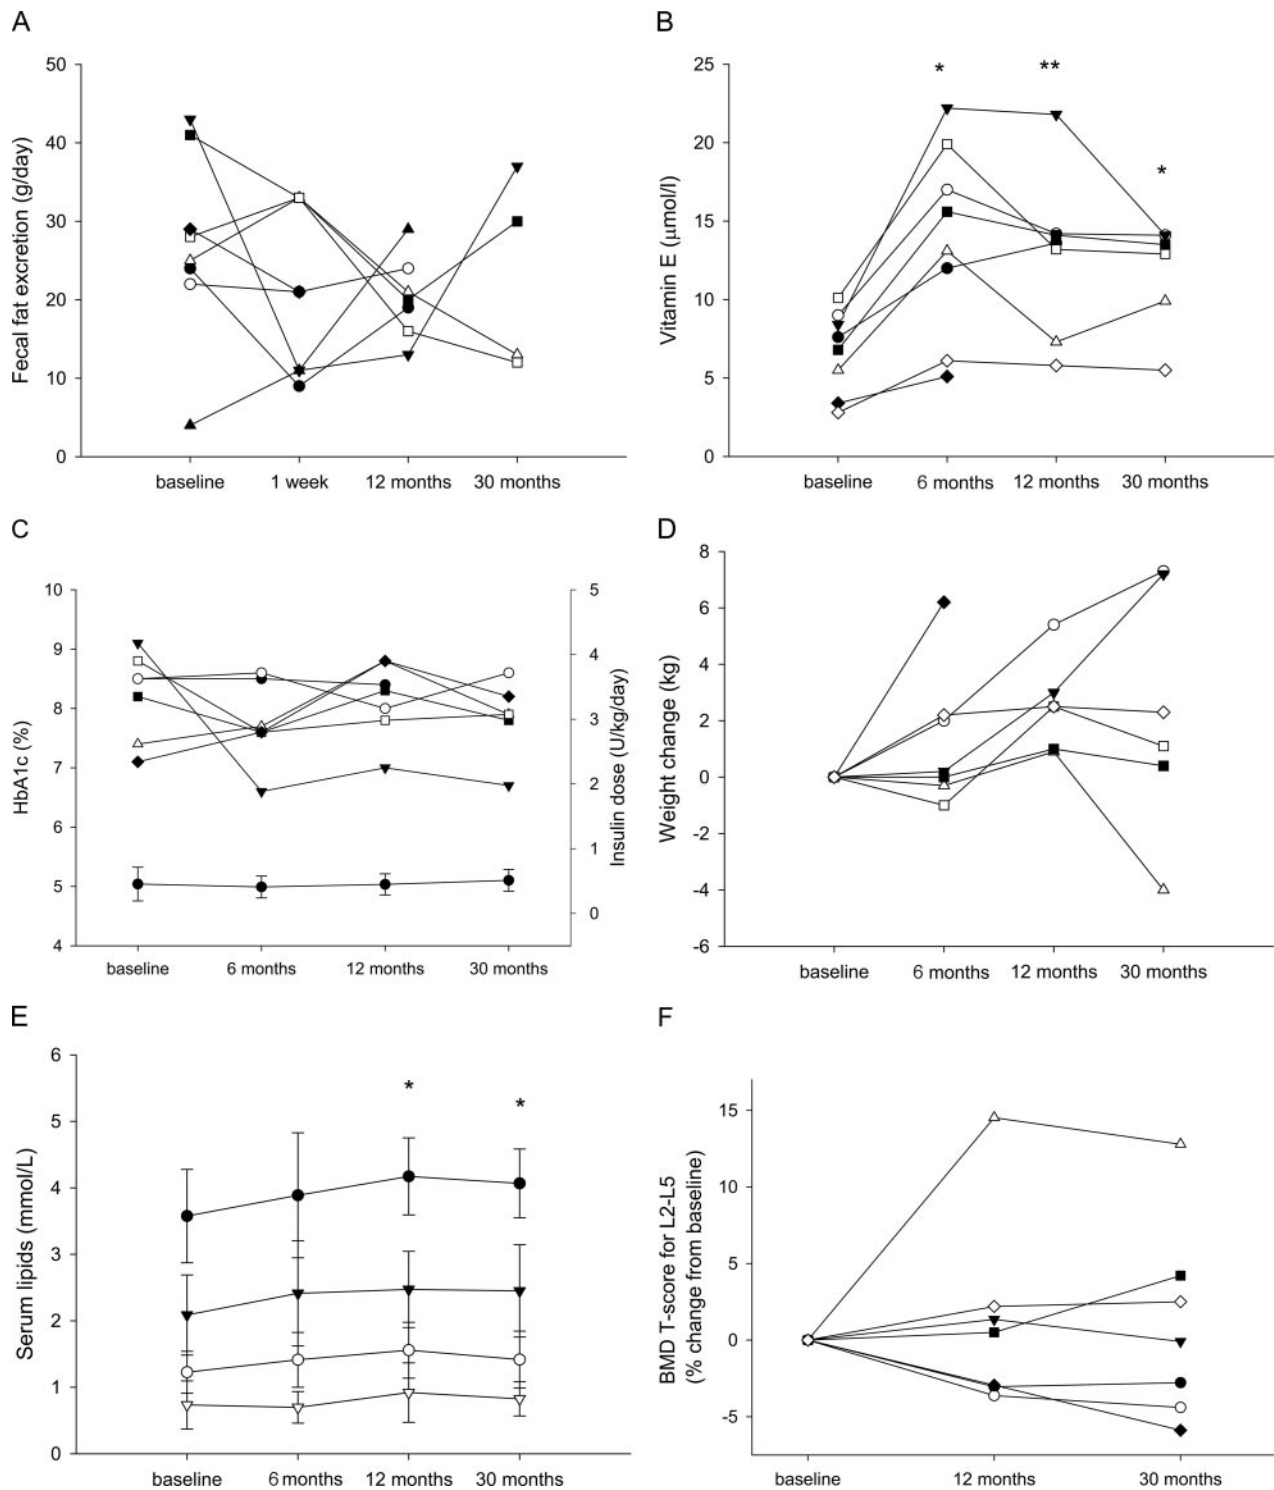 A
Fecal fat excretion (g/day)
50
40
30
20
10
0
baseline 1 week 12 months 30 months
B
Vitamin E (μmol/l)
25
20
15
10
5
0
* ** *
baseline 6 months 12 months 30 months
C
HbA1c (%)
10
9
8
7
6
5
4
5
4
3
2
1
0
Insulin dose (U/kg/day)
baseline 6 months 12 months 30 months
D
Weight change (kg)
8
6
4
2
0
-2
-4
-6
baseline 6 months 12 months 30 months
E
Serum lipids (mmol/L)
6
5
4
3
2
1
0
* *
baseline 6 months 12 months 30 months
F
BMD T-score for L2-L5
(% change from baseline)
15
10
5
0
-5
baseline 12 months 30 months